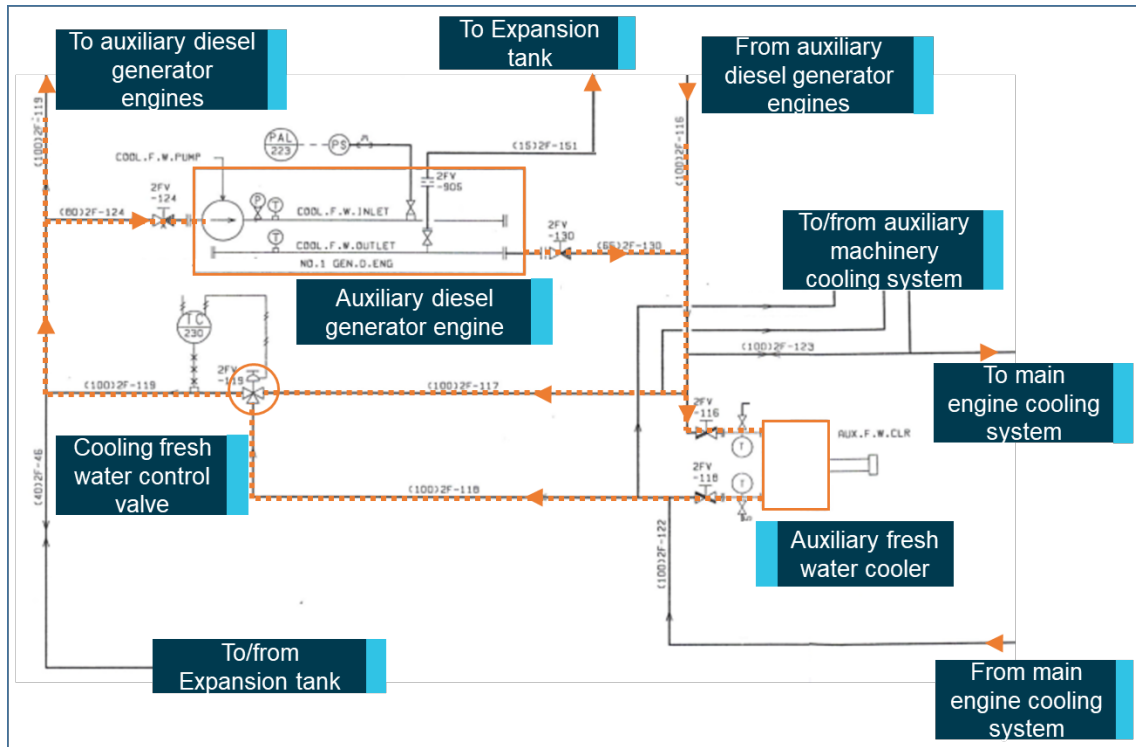 To auxiliary diesel
generator
engines
To Expansion
tank
From auxiliary
diesel generator
engines
(100)2F-119
PAL
223
PS
(15)2F-151
(100)2F-116
COOL.F.W.PUMP
2FV
-905
2FV
-124
(80)2F-124
P
T
COOL.F.W.INLET
T
COOL.F.W.OUTLET
NO.1 GEN.D.ENG
2FV
-130
(65)2F-130
To/from auxiliary
machinery
cooling system
Auxiliary diesel
generator engine
TC
230
2FV
-119
(100)2F-119
(100)2F-117
(100)2F-123
To main
engine cooling
system
2FV
-116
T
AUX.F.W.CLR
Cooling fresh
water control
valve
2FV
-118
T
(100)2F-118
(40)2F-46
(100)2F-122
Auxiliary fresh
water cooler
To/from
Expansion tank
From main
engine cooling
system